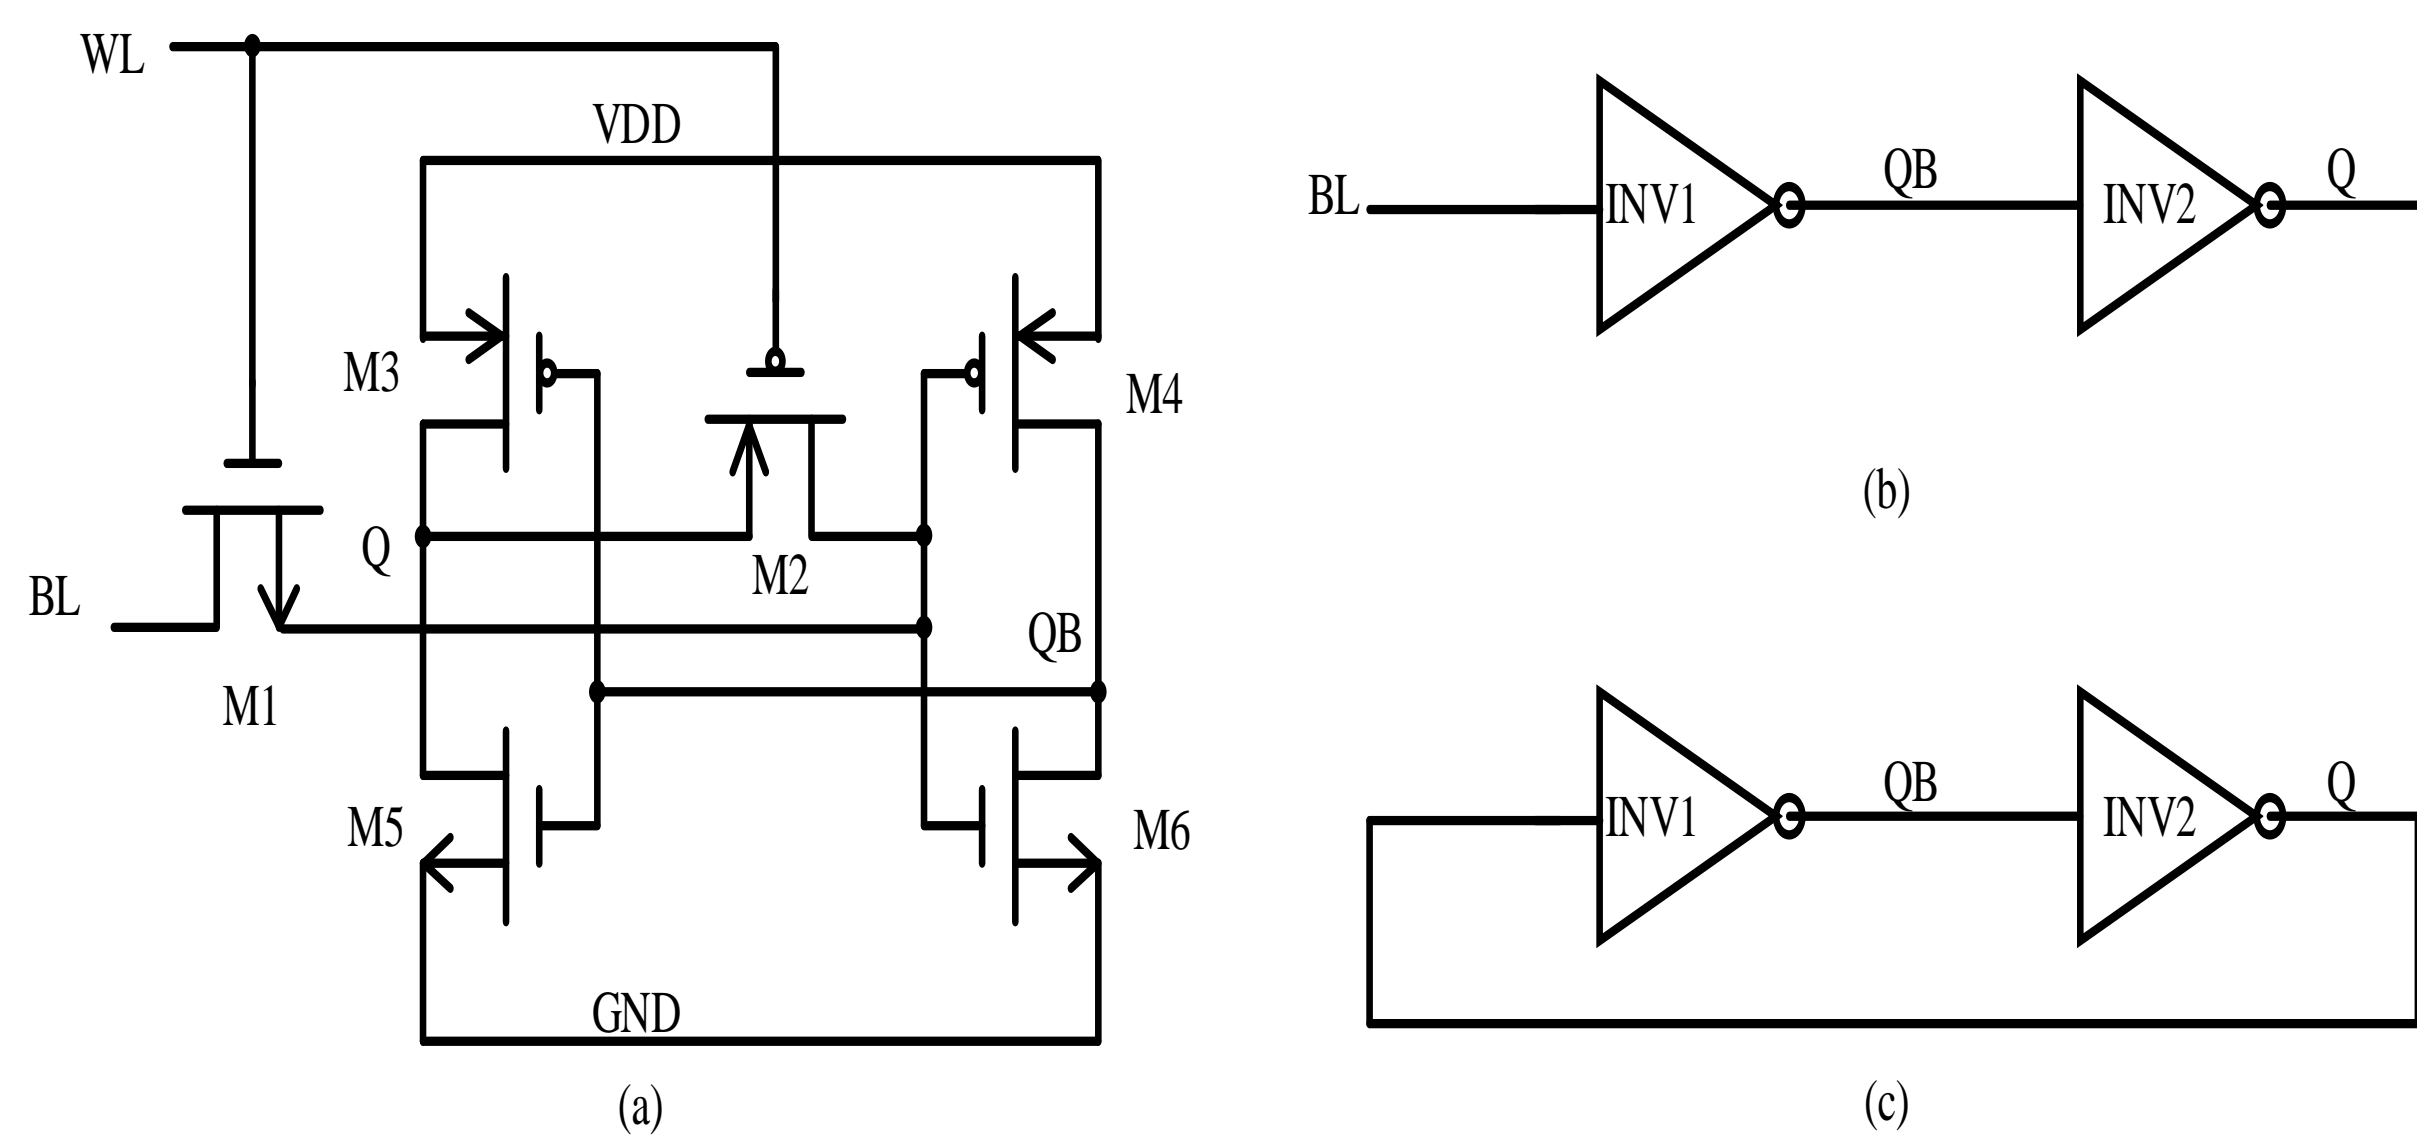 WL
VDD
M3
M4
Q
M2
BL
QB
M1
M5
M6
GND
(a)
BL
INV1
QB
INV2
Q
(b)
INV1
QB
INV2
Q
(c)